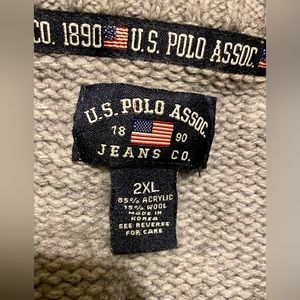 CO. 1890 U.S. POLO ASSOC.
U.S. POLO ASSOC.
18 90
JEANS CO.
2XL
85% ACRYLIC
15% WOOL
MADE IN
KOREA
SEE REVERSE
FOR CARE